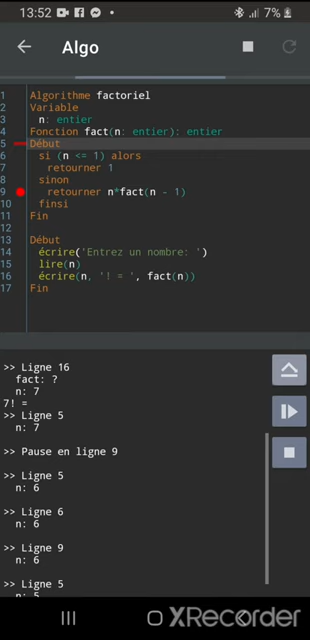 13:52 7%
Algo
1 Algorithme factoriel
2 Variable
3 n: entier
4 Fonction fact(n: entier): entier
5 Début
6 si (n <= 1) alors
7 retourner 1
8 sinon
9 retourner n*fact(n - 1)
10 finsi
11 Fin
13 Début
14 écrire('Entrez un nombre: ')
15 lire(n)
16 écrire(n, '! = ', fact(n))
17 Fin
>> Ligne 16
fact: ?
n: 7
7! =
>> Ligne 5
n: 7
>> Pause en ligne 9
>> Ligne 5
n: 6
>> Ligne 6
n: 6
>> Ligne 9
n: 6
>> Ligne 5
n: 5
XRecorder